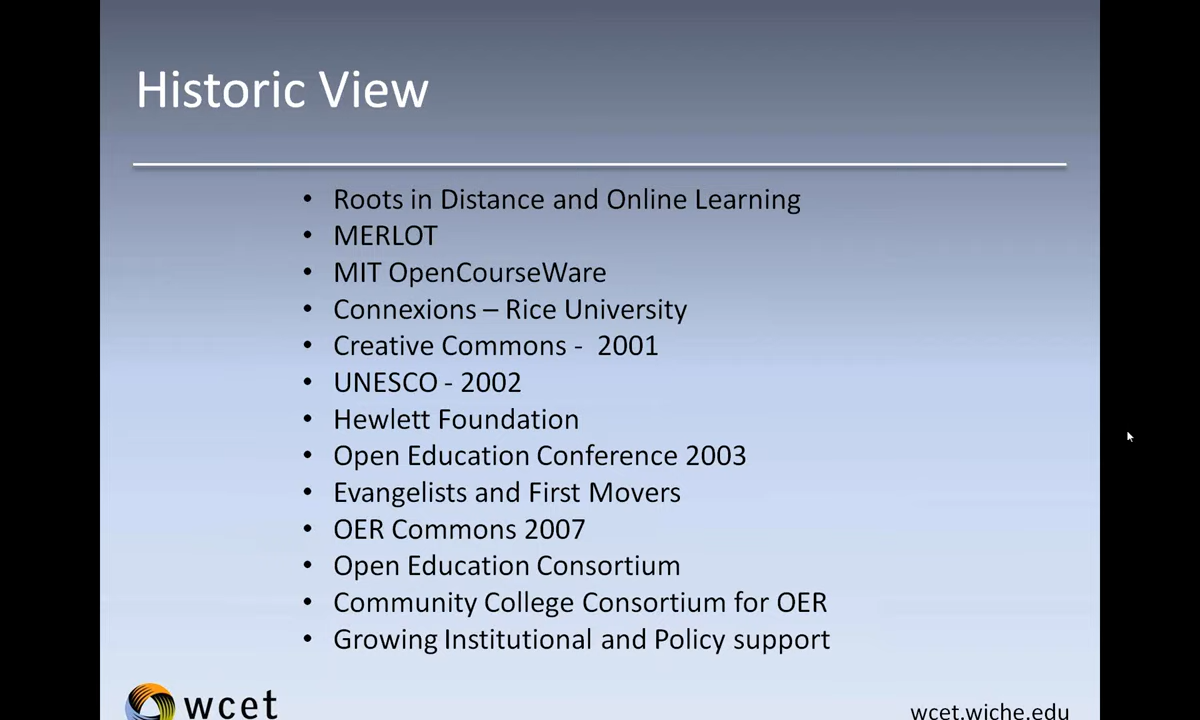 Historic View
• Roots in Distance and Online Learning
• MERLOT
• MIT OpenCourseWare
• Connexions – Rice University
• Creative Commons -  2001
• UNESCO - 2002
• Hewlett Foundation
• Open Education Conference 2003
• Evangelists and First Movers
• OER Commons 2007
• Open Education Consortium
• Community College Consortium for OER
• Growing Institutional and Policy support
wcet
wcet.wiche.edu